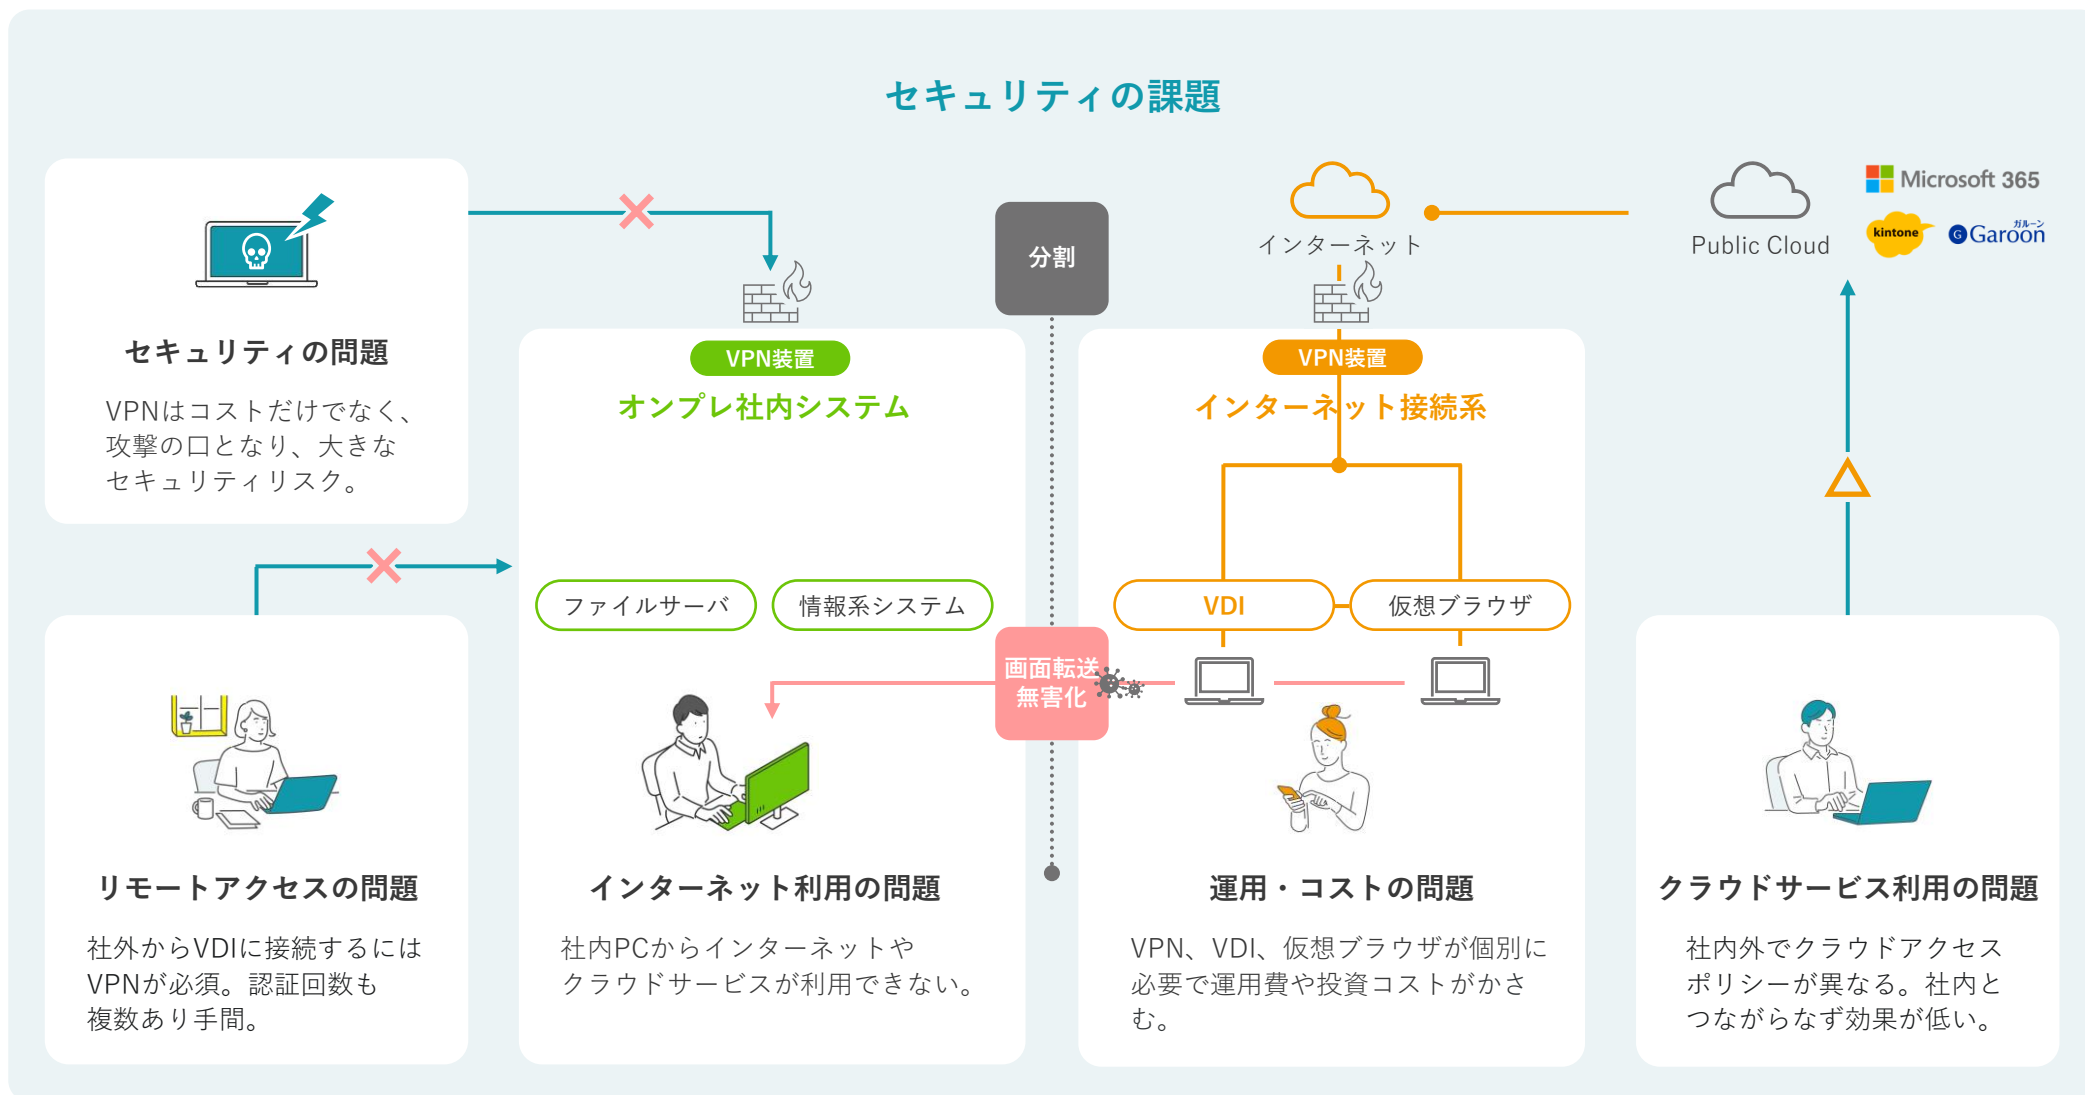 セキュリティの課題
セキュリティの問題
VPNはコストだけでなく、
攻撃の口となり、大きな
セキュリティリスク。
分割
インターネット
Public Cloud
Microsoft 365
kintone
ガルーン
G Garoon
VPN装置
オンプレ社内システム
VPN装置
インターネット接続系
ファイルサーバ
情報系システム
VDI
仮想ブラウザ
画面転送
無害化
リモートアクセスの問題
社外からVDIに接続するには
VPNが必須。認証回数も
複数あり手間。
インターネット利用の問題
社内PCからインターネットや
クラウドサービスが利用できない。
運用・コストの問題
VPN、VDI、仮想ブラウザが個別に
必要で運用費や投資コストがかさ
む。
クラウドサービス利用の問題
社内外でクラウドアクセス
ポリシーが異なる。社内と
つながらなず効果が低い。